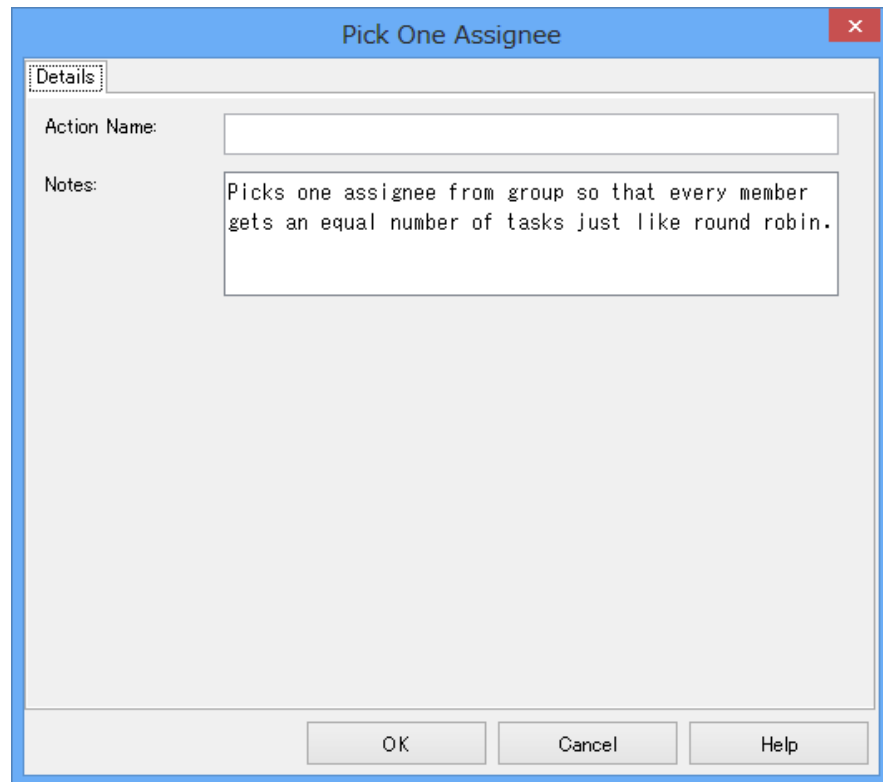 Pick One Assignee
Details
Action Name:
Notes:
Picks one assignee from group so that every member
gets an equal number of tasks just like round robin.
OK
Cancel
Help